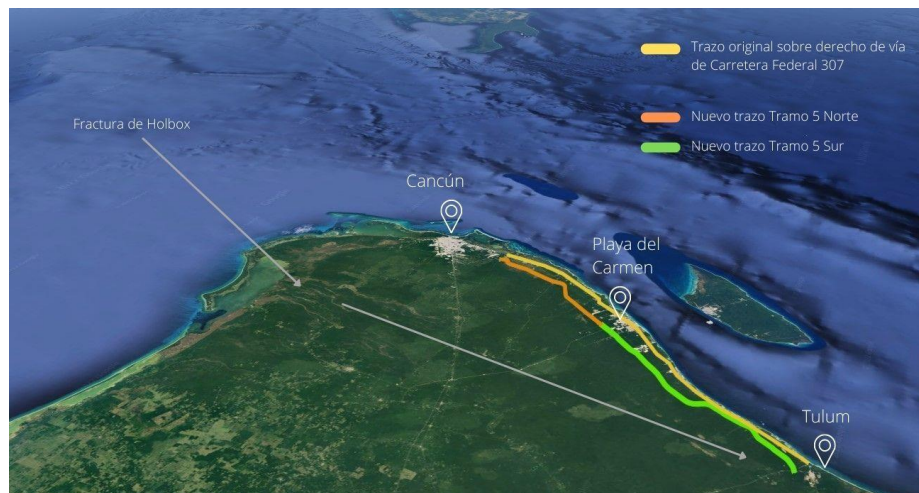 Trazo original sobre derecho de vía
de Carretera Federal 307
Nuevo trazo Tramo 5 Norte
Nuevo trazo Tramo 5 Sur
Fractura de Holbox
Cancún
Playa del
Carmen
Tulum